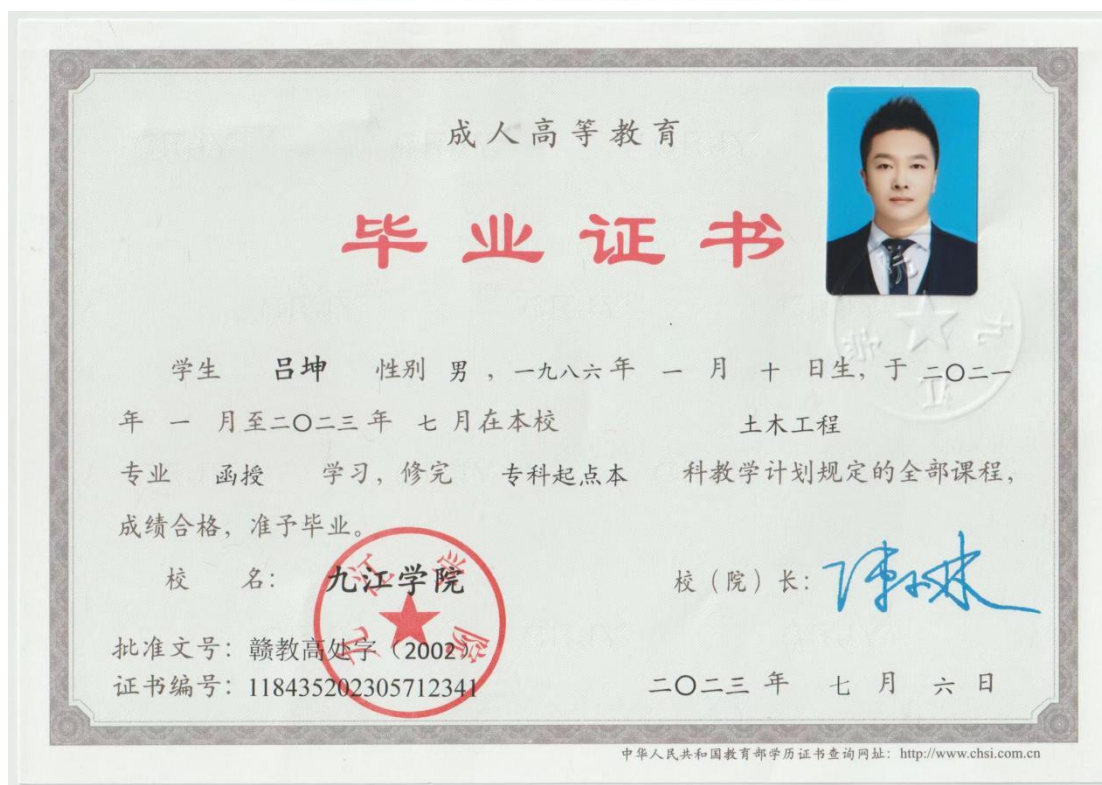 成人高等教育
毕业证书
学生 吕坤 性别 男 ，一九八六年 一 月 十 日生，于 二〇二一
年 一 月至二〇二三年 七 月在本校 土木工程
专业 函授 学习，修完 专科起点本 科教学计划规定的全部课程，
成绩合格，准予毕业。
校 名： 九江学院
校（院）长：
九江学院
批准文号：赣教高处字（2002）
证书编号：118435202305712341
二〇二三 年 七 月 六 日
中华人民共和国教育部学历证书查询网址：http://www.chsi.com.cn